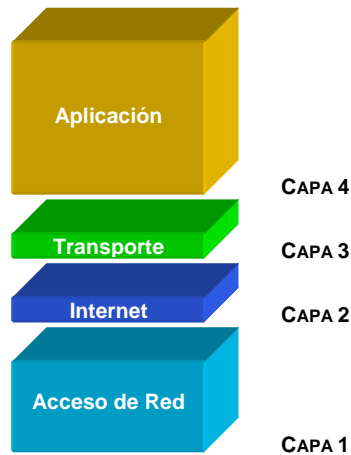 Aplicación
CAPA 4
Transporte
CAPA 3
Internet
CAPA 2
Acceso de Red
CAPA 1